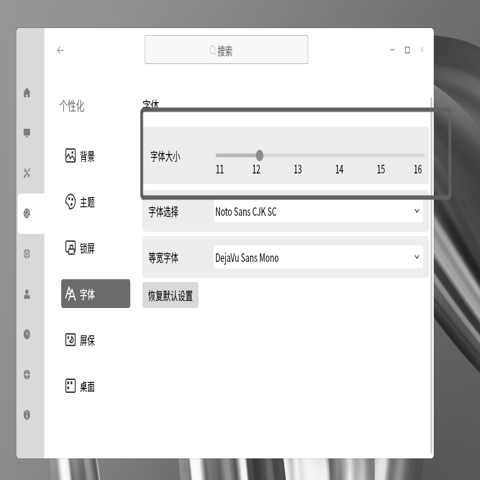 搜索
个性化
字体
背景
字体大小
11 12 13 14 15 16
主题
字体选择 Noto Sans CJK SC
锁屏
等宽字体 DejaVu Sans Mono
字体
恢复默认设置
屏保
桌面